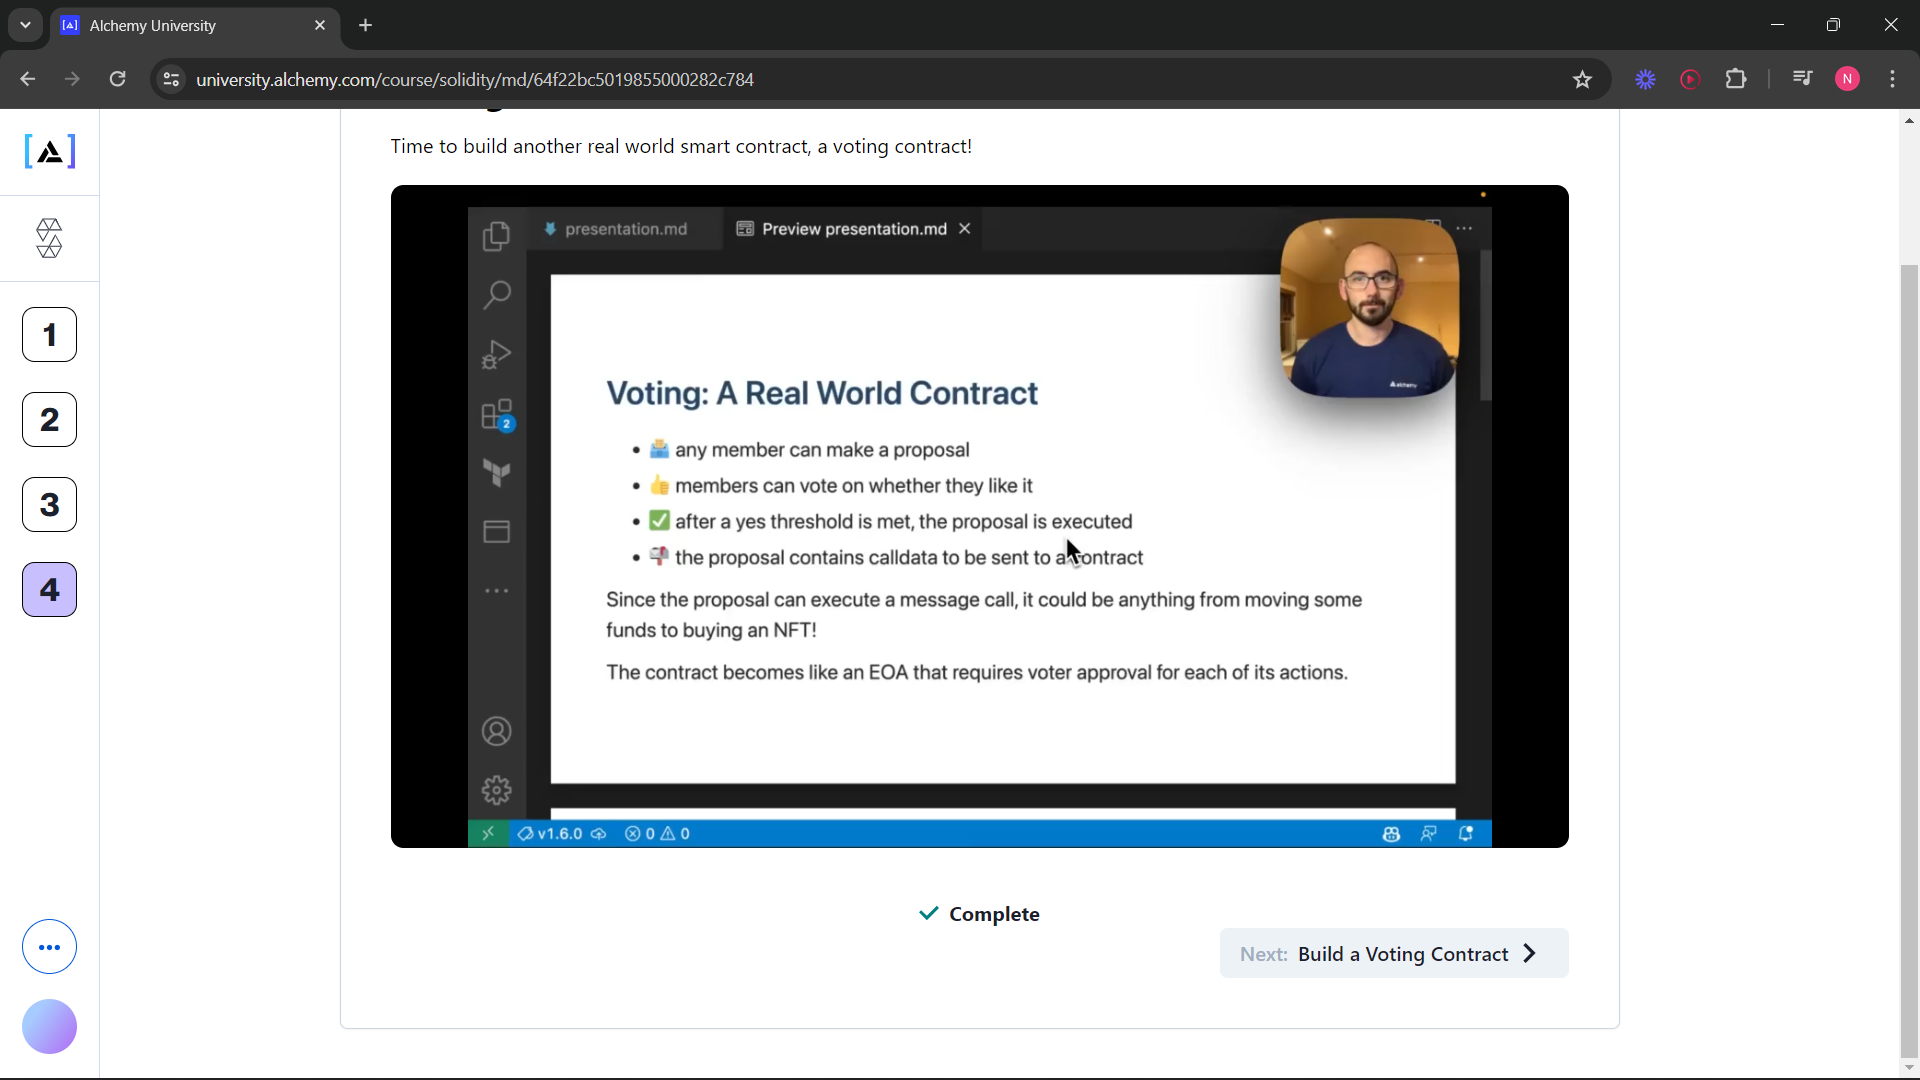 Alchemy University
university.alchemy.com/course/solidity/md/64f22bc5019855000282c784
N
[A]
Time to build another real world smart contract, a voting contract!
presentation.md
Preview presentation.md
alchemy
Voting: A Real World Contract
any member can make a proposal
members can vote on whether they like it
after a yes threshold is met, the proposal is executed
the proposal contains calldata to be sent to a contract
Since the proposal can execute a message call, it could be anything from moving some
funds to buying an NFT!
The contract becomes like an EOA that requires voter approval for each of its actions.
2
v1.6.0 0 0
1
2
3
4
Complete
Next: Build a Voting Contract